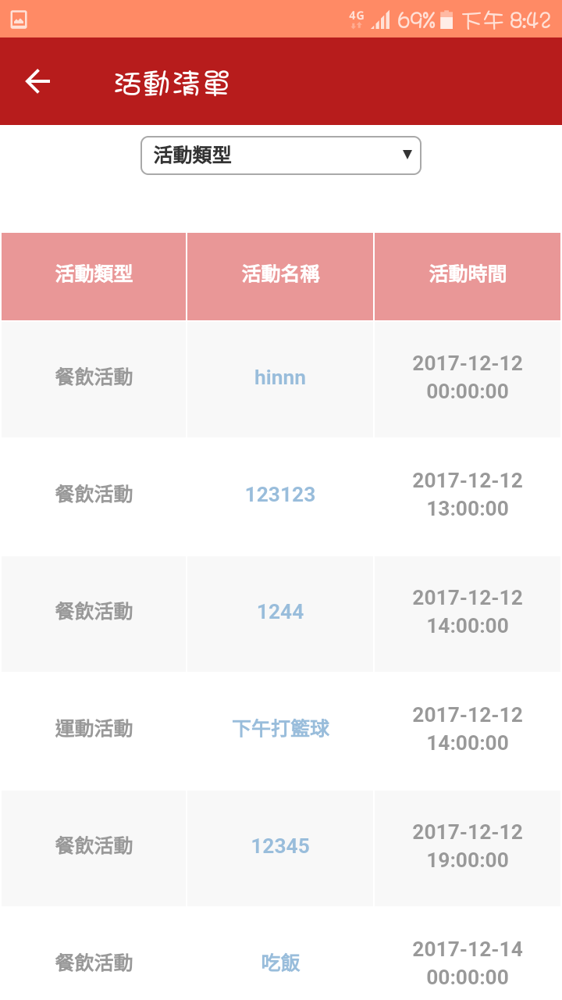 4G 69% 下午 8:42
活動清單
活動類型 ▼
活動類型 活動名稱 活動時間
餐飲活動 hinnn 2017-12-12
00:00:00
餐飲活動 123123 2017-12-12
13:00:00
餐飲活動 1244 2017-12-12
14:00:00
運動活動 下午打籃球 2017-12-12
14:00:00
餐飲活動 12345 2017-12-12
19:00:00
餐飲活動 吃飯 2017-12-14
00:00:00